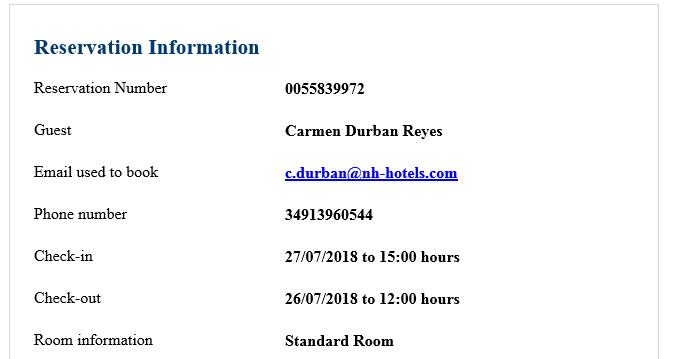 Reservation Information
Reservation Number 0055839972
Guest Carmen Durban Reyes
Email used to book c.durban@nh-hotels.com
Phone number 34913960544
Check-in 27/07/2018 to 15:00 hours
Check-out 26/07/2018 to 12:00 hours
Room information Standard Room